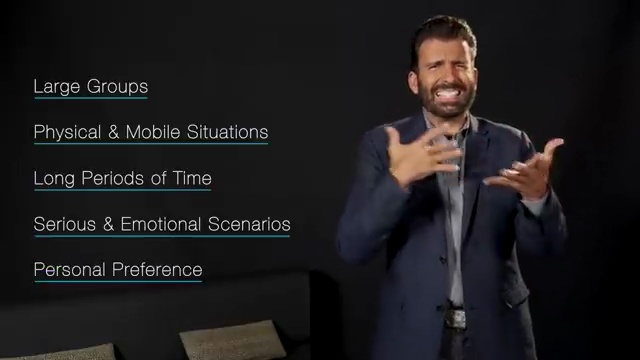 Large Groups
Physical & Mobile Situations
Long Periods of Time
Serious & Emotional Scenarios
Personal Preference